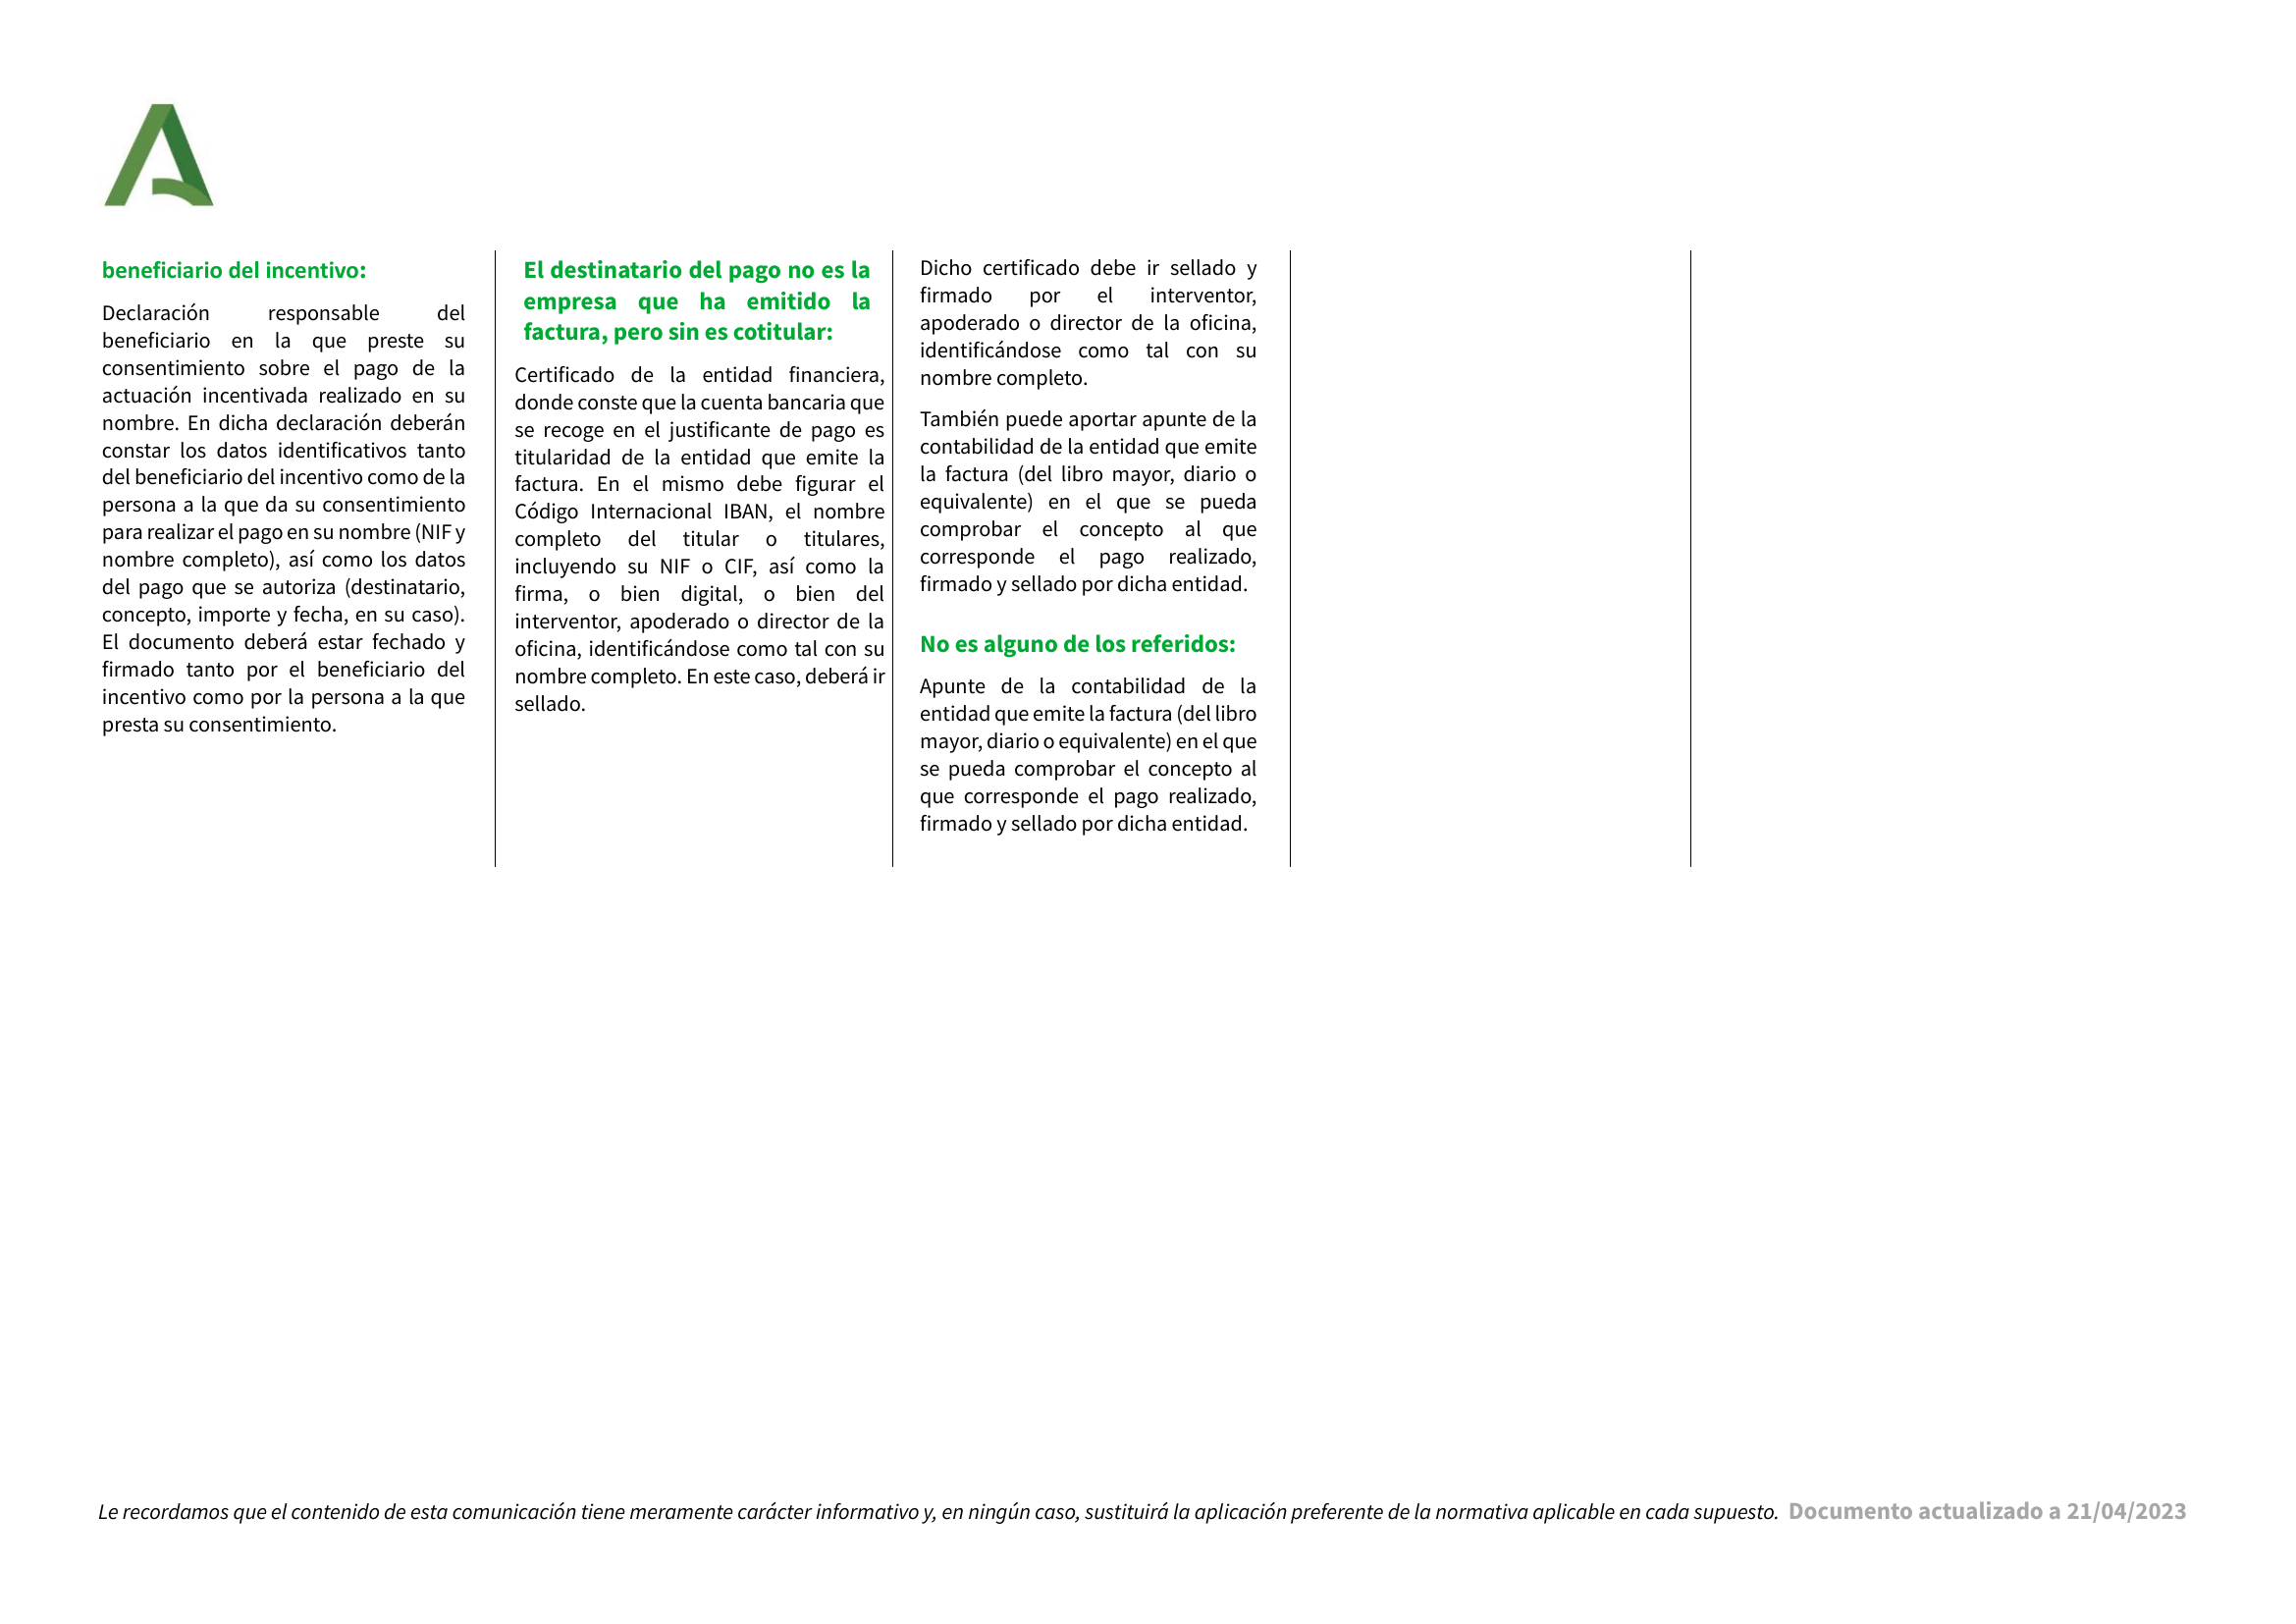 beneficiario del incentivo:
Declaración responsable del
beneficiario en la que preste su
consentimiento sobre el pago de la
actuación incentivada realizado en su
nombre. En dicha declaración deberán
constar los datos identificativos tanto
del beneficiario del incentivo como de la
persona a la que da su consentimiento
para realizar el pago en su nombre (NIF y
nombre completo), así como los datos
del pago que se autoriza (destinatario,
concepto, importe y fecha, en su caso).
El documento deberá estar fechado y
firmado tanto por el beneficiario del
incentivo como por la persona a la que
presta su consentimiento.
El destinatario del pago no es la
empresa que ha emitido la
factura, pero sin es cotitular:
Certificado de la entidad financiera,
donde conste que la cuenta bancaria que
se recoge en el justificante de pago es
titularidad de la entidad que emite la
factura. En el mismo debe figurar el
Código Internacional IBAN, el nombre
completo del titular o titulares,
incluyendo su NIF o CIF, así como la
firma, o bien digital, o bien del
interventor, apoderado o director de la
oficina, identificándose como tal con su
nombre completo. En este caso, deberá ir
sellado.
Dicho certificado debe ir sellado y
firmado por el interventor,
apoderado o director de la oficina,
identificándose como tal con su
nombre completo.
También puede aportar apunte de la
contabilidad de la entidad que emite
la factura (del libro mayor, diario o
equivalente) en el que se pueda
comprobar el concepto al que
corresponde el pago realizado,
firmado y sellado por dicha entidad.
No es alguno de los referidos:
Apunte de la contabilidad de la
entidad que emite la factura (del libro
mayor, diario o equivalente) en el que
se pueda comprobar el concepto al
que corresponde el pago realizado,
firmado y sellado por dicha entidad.
Le recordamos que el contenido de esta comunicación tiene meramente carácter informativo y, en ningún caso, sustituirá la aplicación preferente de la normativa aplicable en cada supuesto. Documento actualizado a 21/04/2023